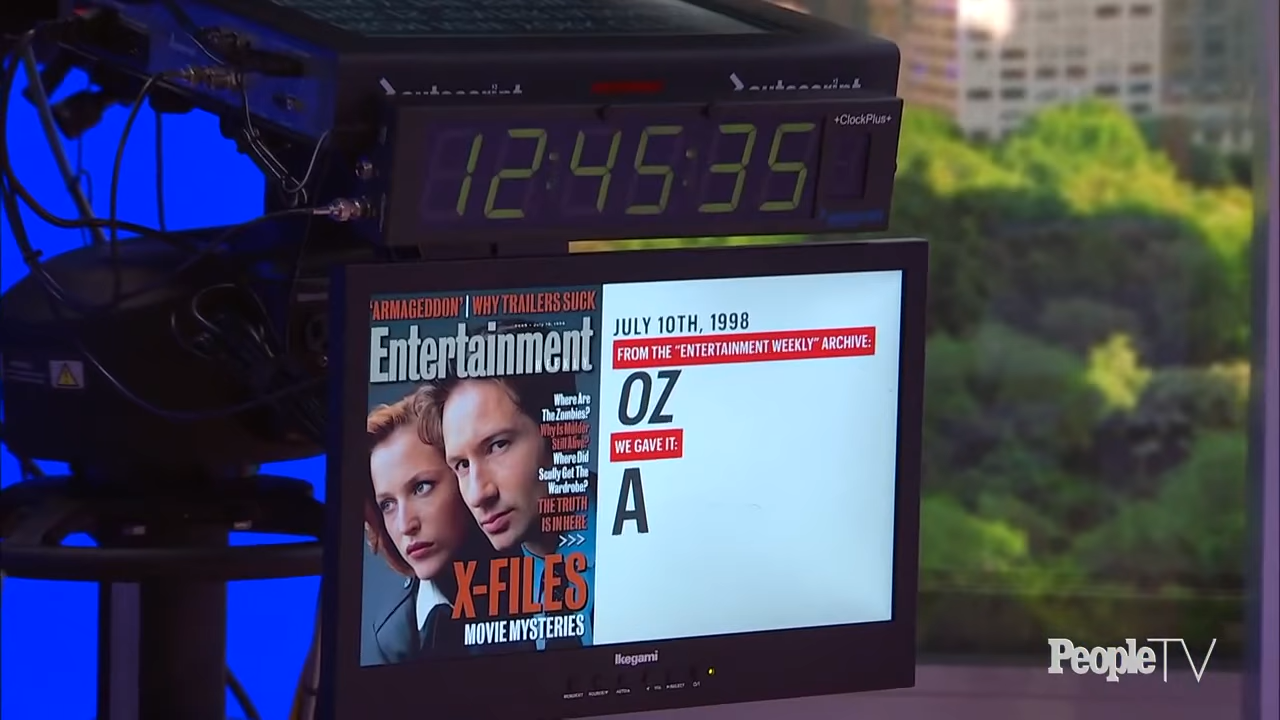 autoscript autoscript
+ClockPlus+
12:45:35
'ARMAGEDDON' | WHY TRAILERS SUCK
Entertainment
WEEKLY
Where Are
The Zombies?
Why Is Mulder
Still Alive?
Where Did
Scully Get The
Wardrobe?
THE TRUTH
IS IN HERE
>>>
X-FILES
MOVIE MYSTERIES
JULY 10TH, 1998
FROM THE "ENTERTAINMENT WEEKLY" ARCHIVE:
OZ
WE GAVE IT:
A
Ikegami
PeopleTV